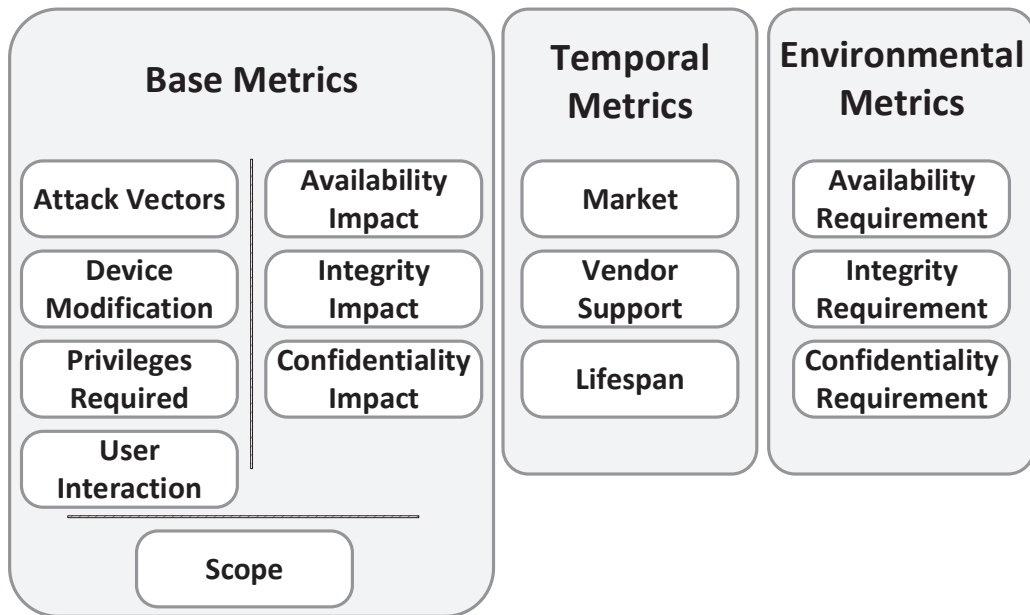 Base Metrics
Attack Vectors
Device
Modification
Privileges
Required
User
Interaction
Availability
Impact
Integrity
Impact
Confidentiality
Impact
Scope
Temporal
Metrics
Market
Vendor
Support
Lifespan
Environmental
Metrics
Availability
Requirement
Integrity
Requirement
Confidentiality
Requirement